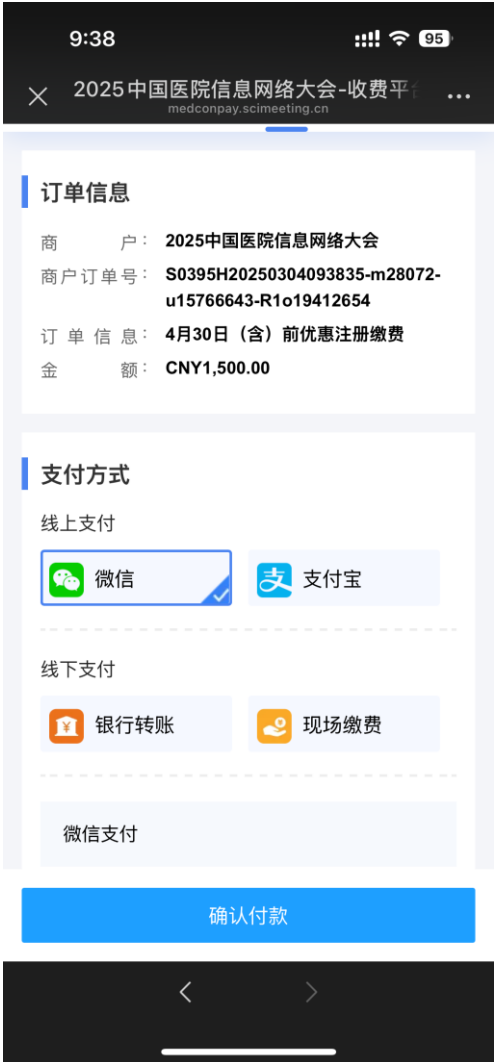 9:38
95
2025中国医院信息网络大会-收费平
medconpay.scimeeting.cn
订单信息
商户: 2025中国医院信息网络大会
商户订单号: S0395H20250304093835-m28072-
u15766643-R1o19412654
订单信息: 4月30日（含）前优惠注册缴费
金额: CNY1,500.00
支付方式
线上支付
微信 支付宝
线下支付
银行转账 现场缴费
微信支付
确认付款